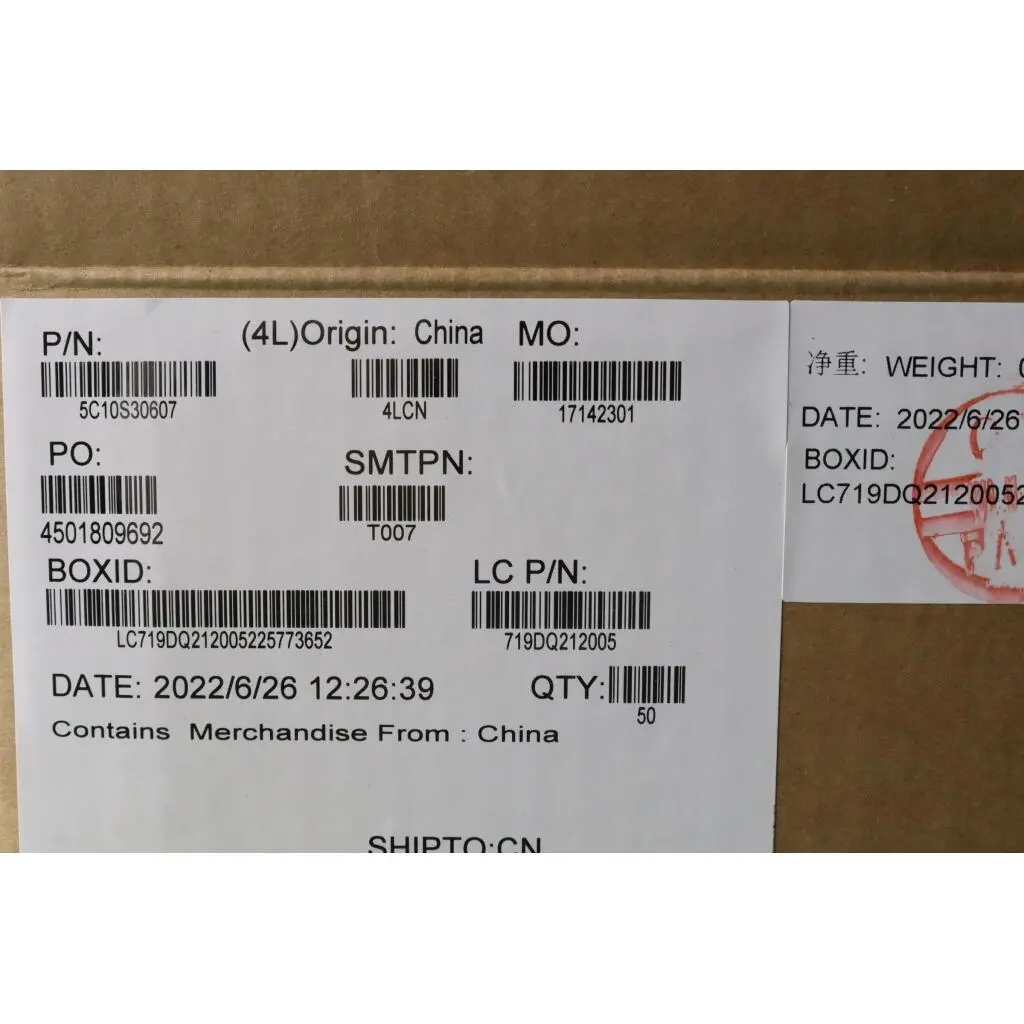 P/N:
(4L)Origin: China
MO:
5C10S30607
4LCN
17142301
PO:
SMTPN:
4501809692
T007
BOXID:
LC P/N:
LC719DQ212005225773652
719DQ212005
DATE: 2022/6/26 12:26:39
QTY:
50
Contains Merchandise From : China
SHIPTO:CN
净重: WEIGHT:
DATE: 2022/6/26
BOXID:
LC719DQ2120052